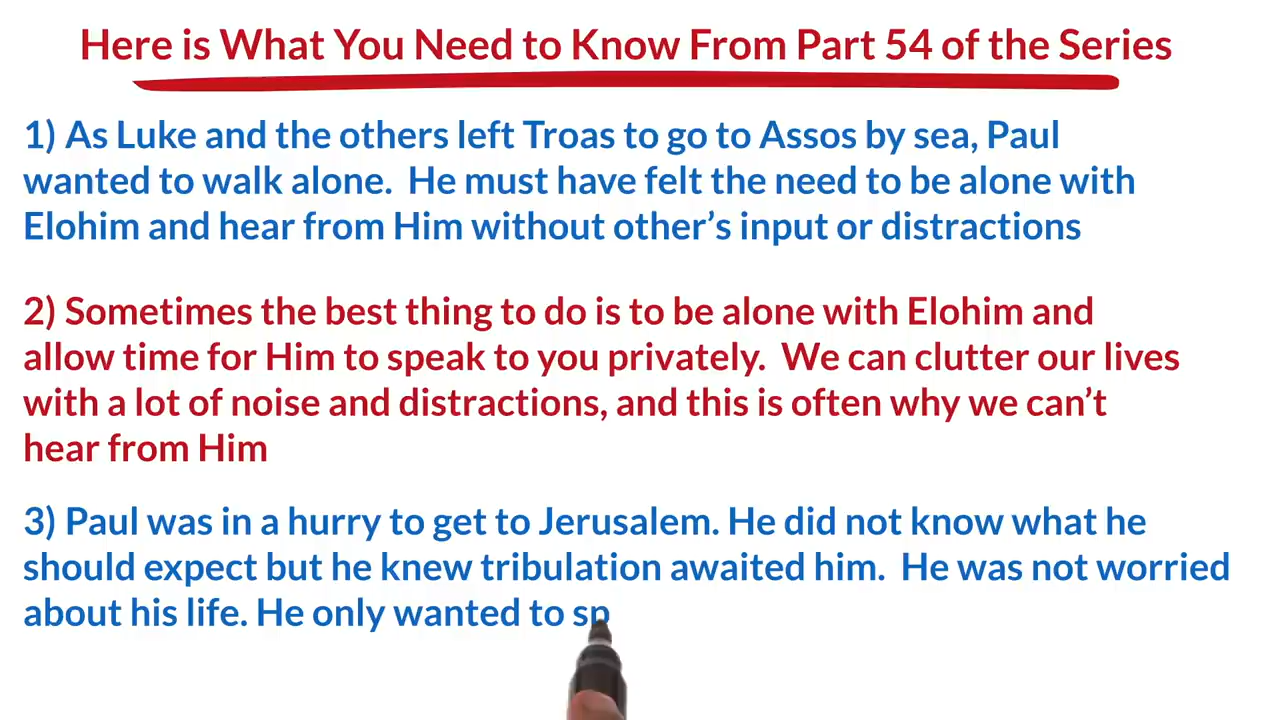 Here is What You Need to Know From Part 54 of the Series
1) As Luke and the others left Troas to go to Assos by sea, Paul
wanted to walk alone.  He must have felt the need to be alone with
Elohim and hear from Him without other’s input or distractions
2) Sometimes the best thing to do is to be alone with Elohim and
allow time for Him to speak to you privately.  We can clutter our lives
with a lot of noise and distractions, and this is often why we can’t
hear from Him
3) Paul was in a hurry to get to Jerusalem. He did not know what he
should expect but he knew tribulation awaited him.  He was not worried
about his life. He only wanted to sp